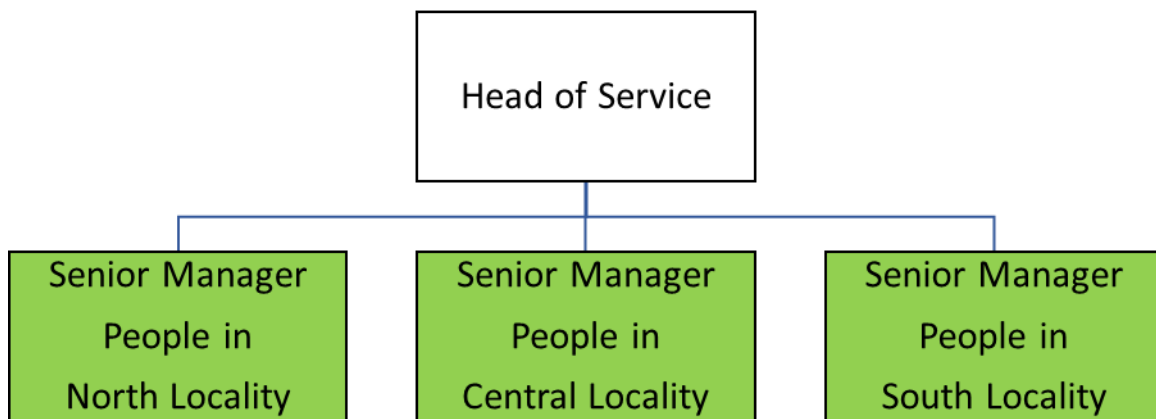 Head of Service
Senior Manager
People in
North Locality
Senior Manager
People in
Central Locality
Senior Manager
People in
South Locality